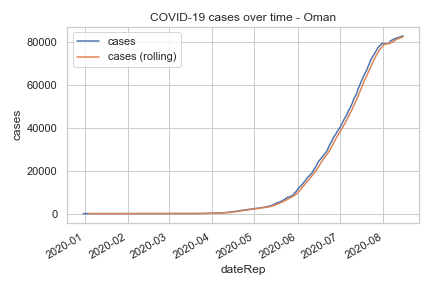 COVID-19 cases over time - Oman
cases
cases (rolling)
80000
60000
40000
20000
0
cases
2020-01
2020-02
2020-03
2020-04
2020-05
2020-06
2020-07
2020-08
dateRep